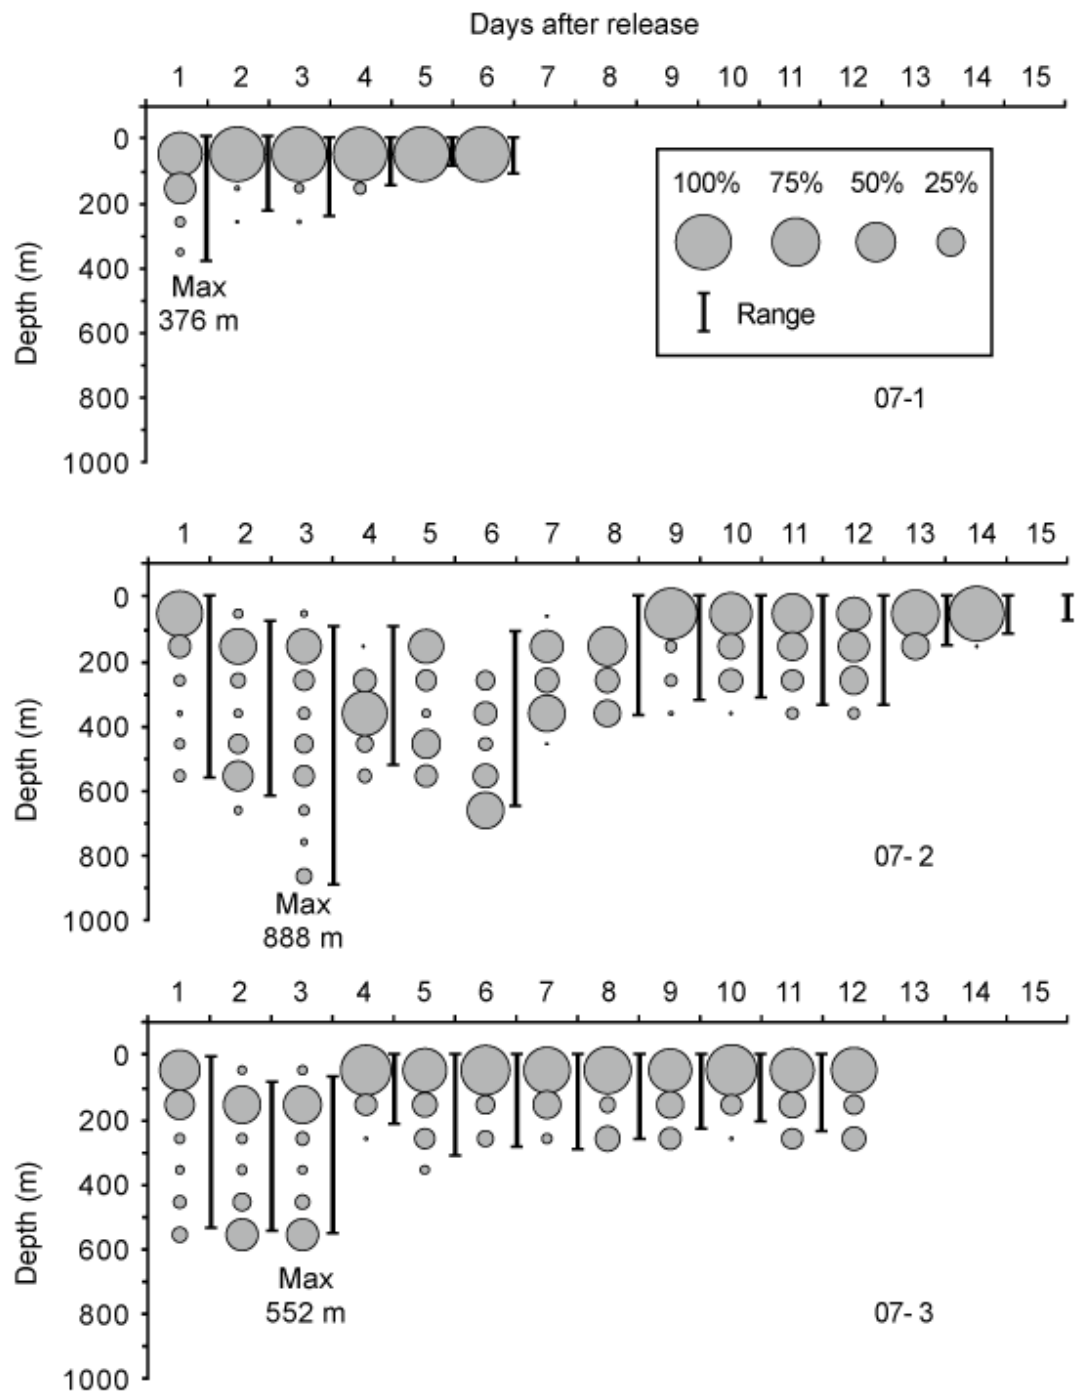 Days after release
1 2 3 4 5 6 7 8 9 10 11 12 13 14 15
0
200
400
600
800
1000
Depth (m)
Max
376 m
100% 75% 50% 25%
Range
07-1
1 2 3 4 5 6 7 8 9 10 11 12 13 14 15
0
200
400
600
800
1000
Depth (m)
Max
888 m
07- 2
1 2 3 4 5 6 7 8 9 10 11 12 13 14 15
0
200
400
600
800
1000
Depth (m)
Max
552 m
07- 3